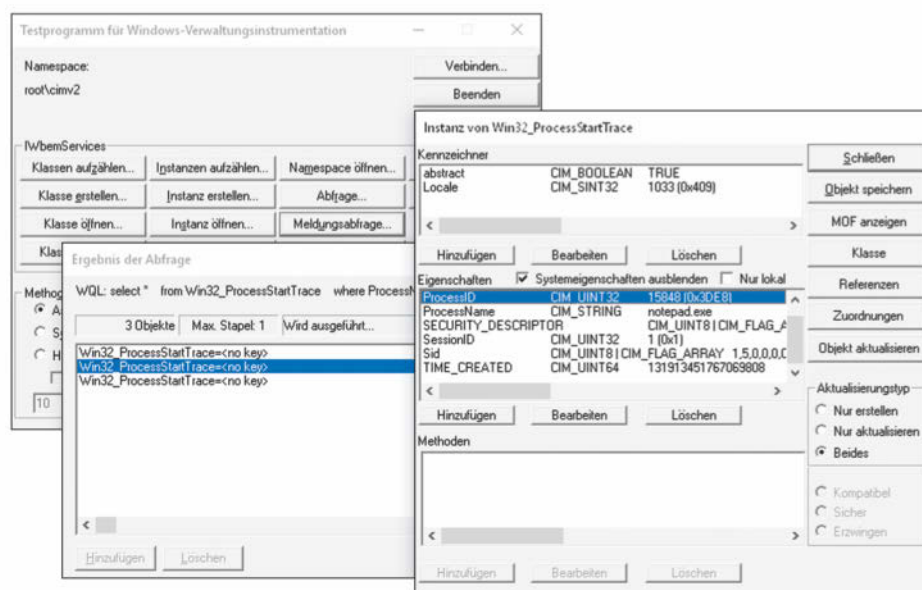 Testprogramm für Windows-Verwaltungsinstrumentation
Namespace:
root\cimv2
Verbinden...
Beenden
IWbemServices
Klassen aufzählen... Instanzen aufzählen... Namespace öffnen...
Klasse erstellen... Instanz erstellen... Abfrage...
Klasse öffnen... Instanz öffnen... Meldungsabfrage...
Klas
Method
10
Ergebnis der Abfrage
WQL: select * from Win32_ProcessStartTrace where ProcessN
3 Objekte Max. Stapel: 1 Wird ausgeführt...
Win32_ProcessStartTrace=<no key>
Win32_ProcessStartTrace=<no key>
Win32_ProcessStartTrace=<no key>
Hinzufügen Löschen
Instanz von Win32_ProcessStartTrace
Kennzeichner
abstract CIM_BOOLEAN TRUE
Locale CIM_SINT32 1033 (0x409)
Hinzufügen Bearbeiten Löschen
Eigenschaften Systemeigenschaften ausblenden Nur lokal
ProcessID CIM_UINT32 15848 (0x3DE8)
ProcessName CIM_STRING notepad.exe
SECURITY_DESCRIPTOR CIM_UINT8 | CIM_FLAG_A
SessionID CIM_UINT32 1 (0x1)
Sid CIM_UINT8 | CIM_FLAG_ARRAY 1,5,0,0,0,0
TIME_CREATED CIM_UINT64 131913451767069808
Hinzufügen Bearbeiten Löschen
Methoden
Hinzufügen Bearbeiten Löschen
Schließen
Objekt speichern
MOF anzeigen
Klasse
Referenzen
Zuordnungen
Objekt aktualisieren
Aktualisierungstyp
Nur erstellen
Nur aktualisieren
Beides
Kompatibel
Sicher
Erzwingen